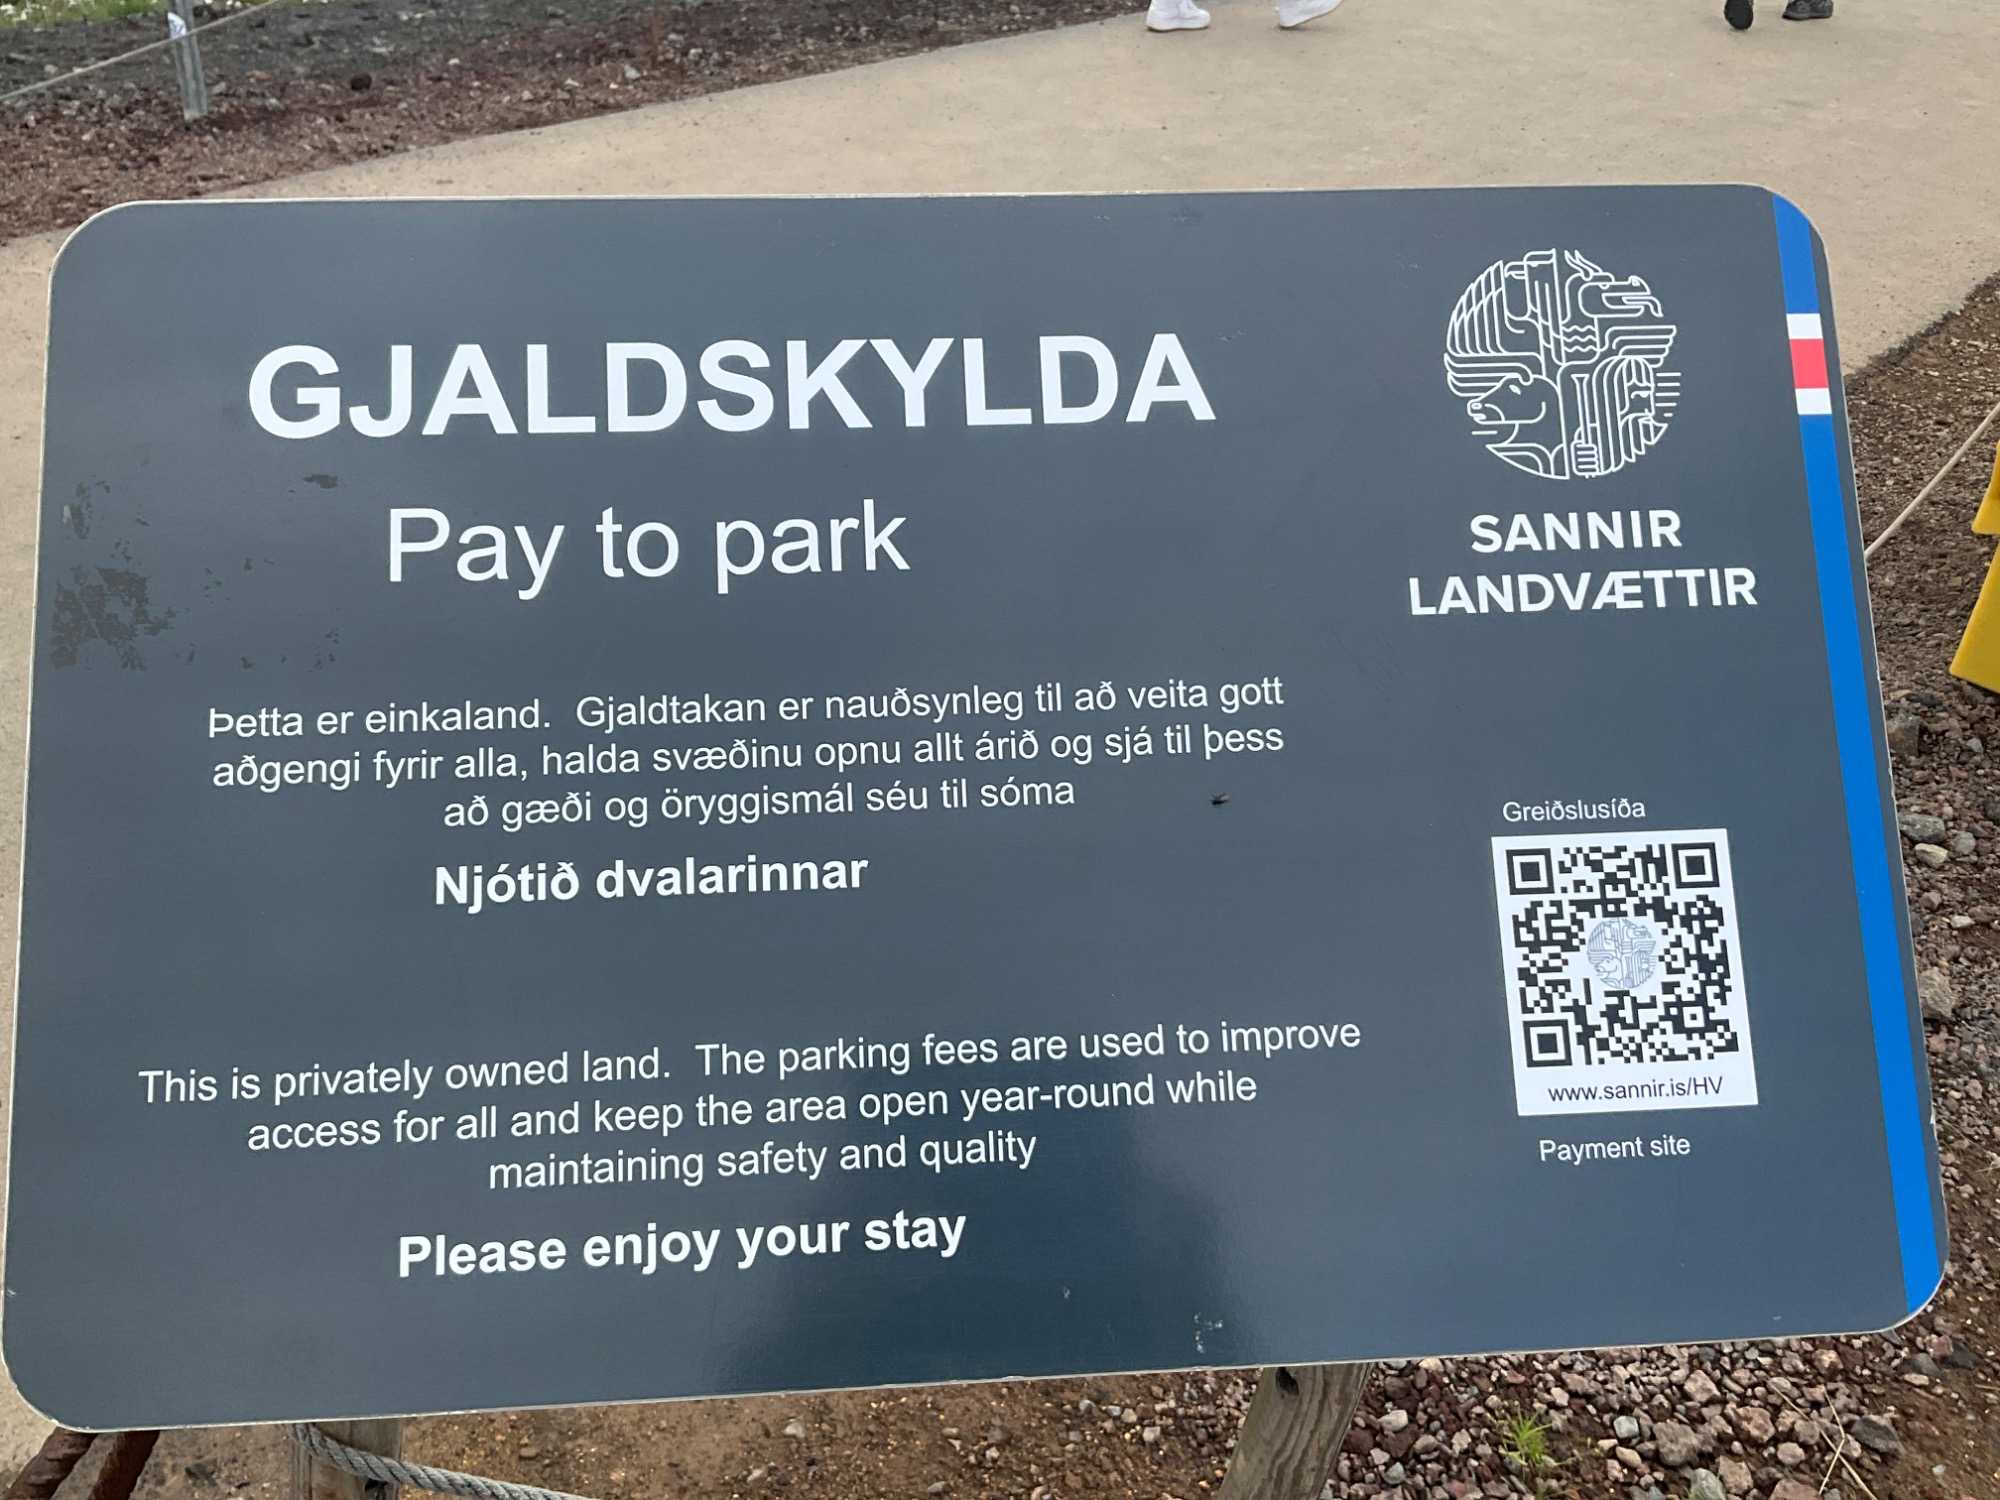 GJALDSKYLDA
Pay to park
SANNIR
LANDVÆTTIR
Þetta er einkaland. Gjaldtakan er nauðsynleg til að veita gott
aðgengi fyrir alla, halda svæðinu opnu allt árið og sjá til þess
að gæði og öryggismál séu til sóma
Njótið dvalarinnar
This is privately owned land. The parking fees are used to improve
access for all and keep the area open year-round while
maintaining safety and quality
Please enjoy your stay
Greiðslusíða
www.sannir.is/HV
Payment site